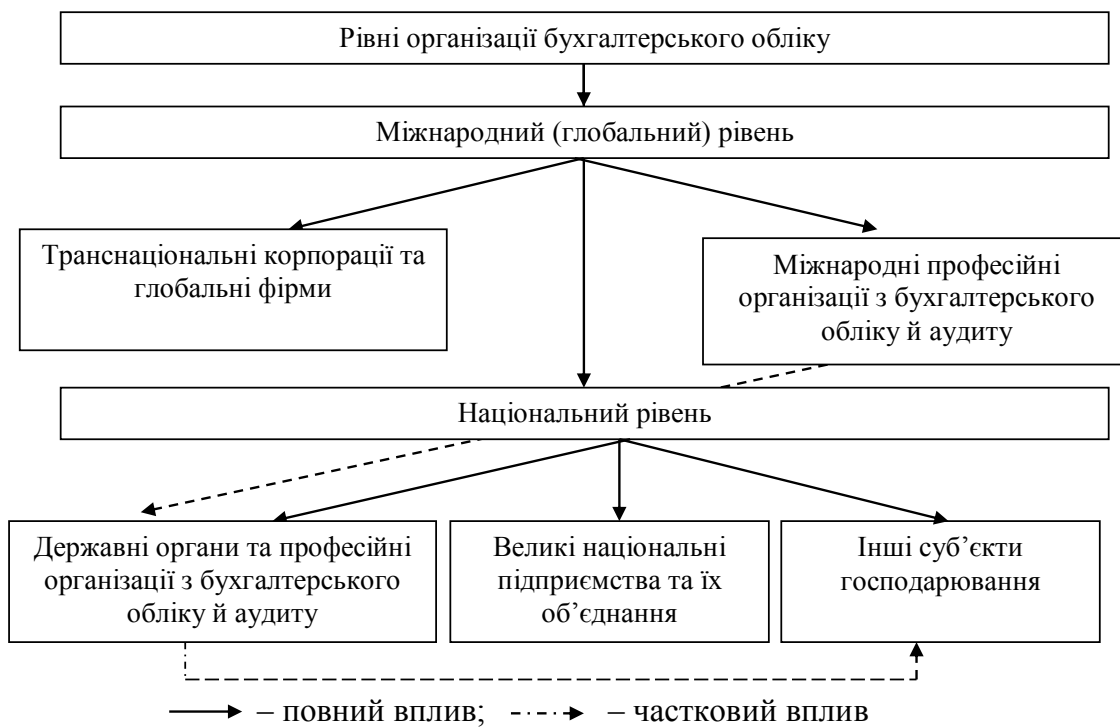 Рівні організації бухгалтерського обліку
Міжнародний (глобальний) рівень
Транснаціональні корпорації та
глобальні фірми
Міжнародні професійні
організації з бухгалтерського
обліку й аудиту
Національний рівень
Державні органи та професійні
організації з бухгалтерського
обліку й аудиту
Великі національні
підприємства та їх
об’єднання
Інші суб’єкти
господарювання
– повний вплив; – частковий вплив